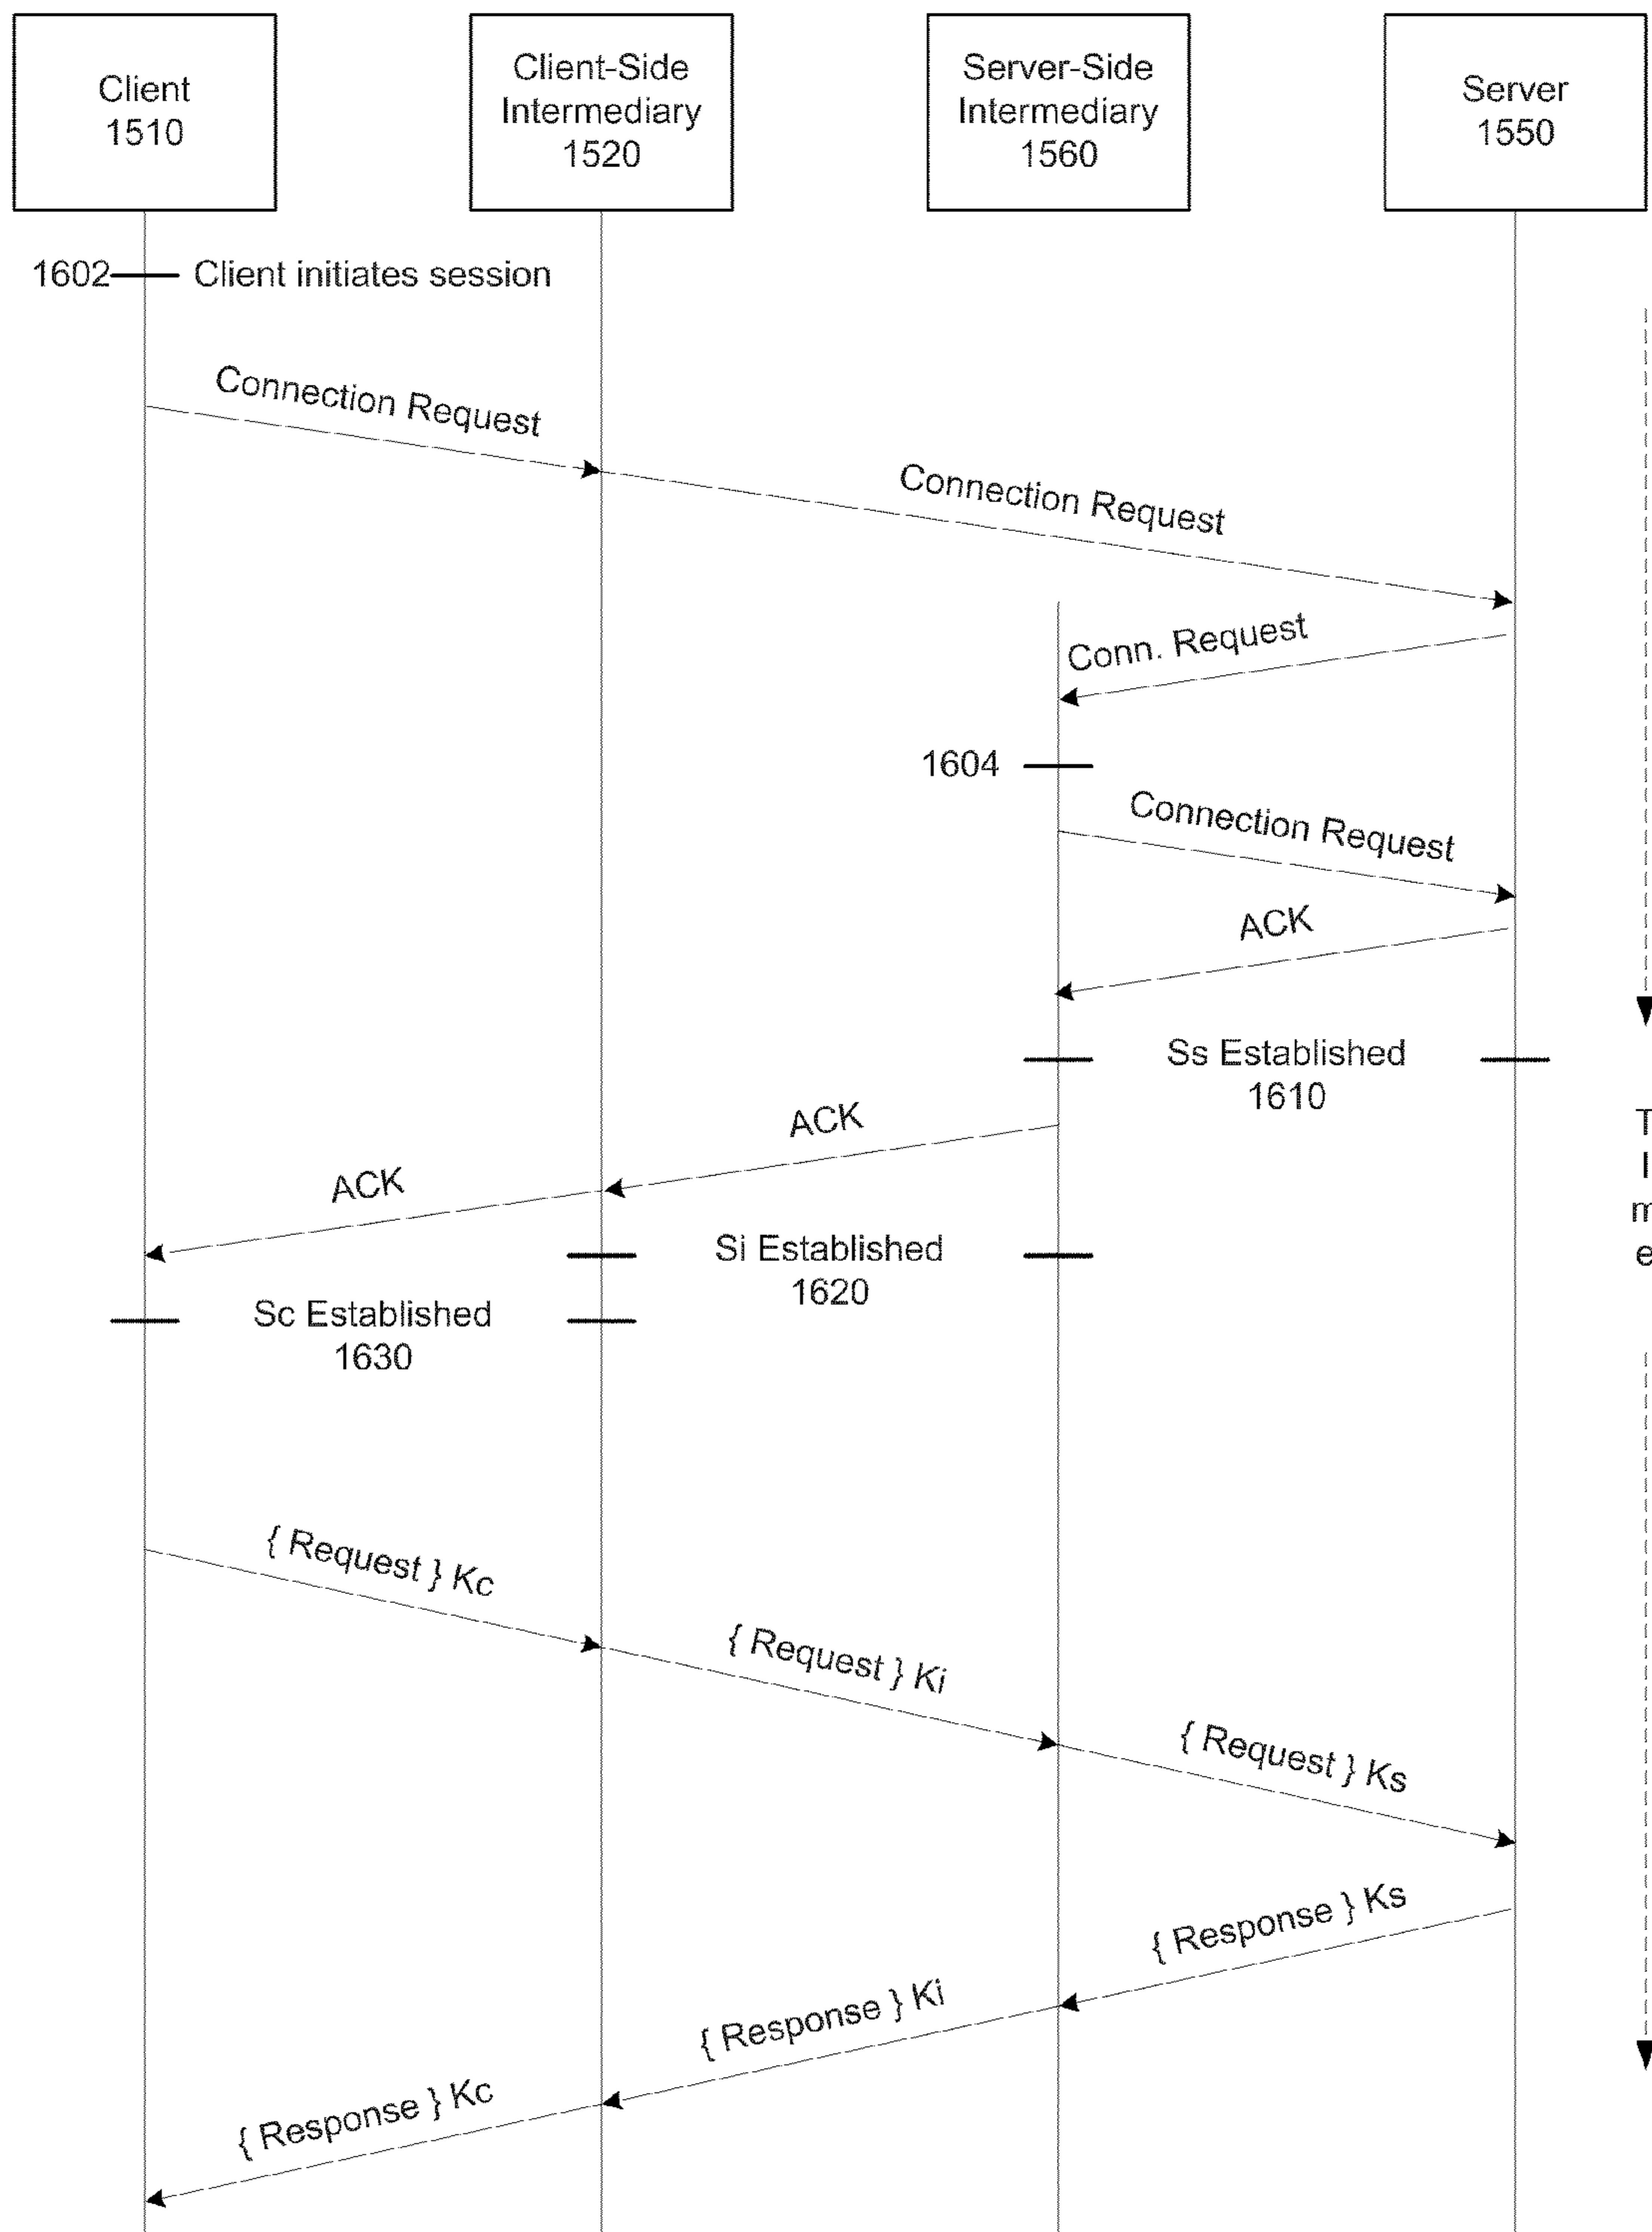 Client
1510
Client-Side
Intermediary
1520
Server-Side
Intermediary
1560
Server
1550
1602
Client initiates session
Connection Request
Connection Request
Conn. Request
1604
Connection Request
ACK
Ss Established
1610
ACK
ACK
Si Established
1620
Sc Established
1630
{ Request } Kc
{ Request } Ki
{ Request } Ks
{ Response } Ks
{ Response } Ki
{ Response } Kc